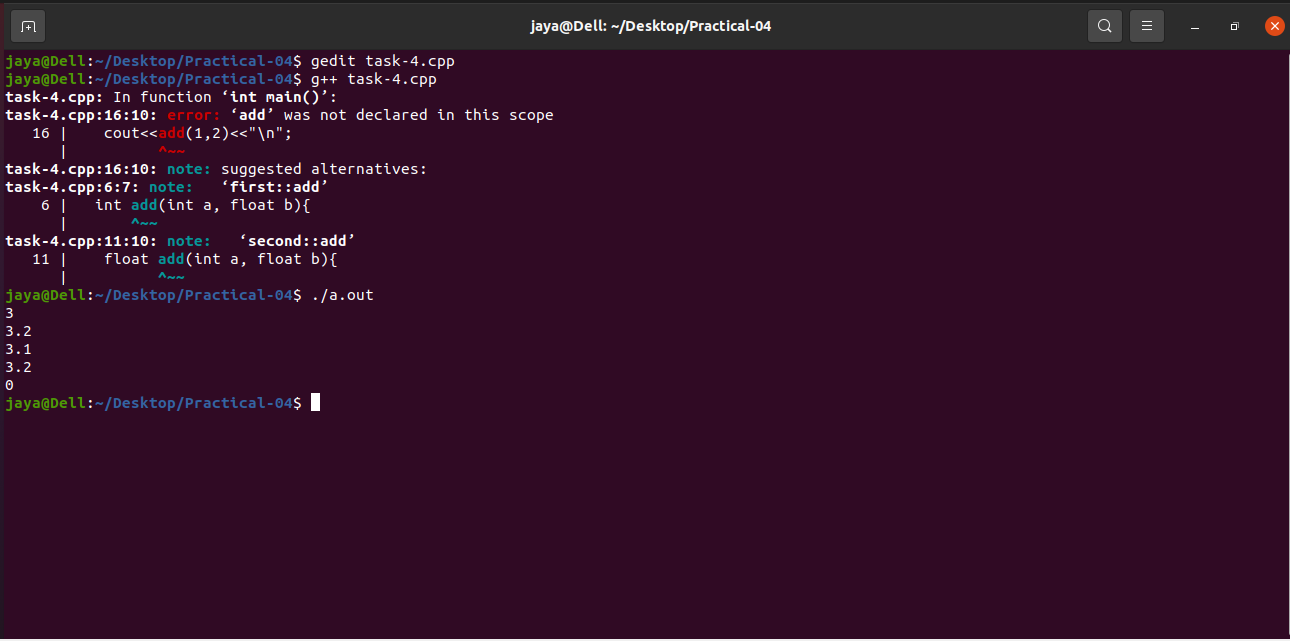 jaya@Dell: ~/Desktop/Practical-04
jaya@Dell:~/Desktop/Practical-04$ gedit task-4.cpp
jaya@Dell:~/Desktop/Practical-04$ g++ task-4.cpp
task-4.cpp: In function ‘int main()’:
task-4.cpp:16:10: error: ‘add’ was not declared in this scope
   16 |    cout<<add(1,2)<<"\n";
      |          ^~~
task-4.cpp:16:10: note: suggested alternatives:
task-4.cpp:6:7: note:   ‘first::add’
    6 |   int add(int a, float b){
      |       ^~~
task-4.cpp:11:10: note:   ‘second::add’
   11 |    float add(int a, float b){
      |          ^~~
jaya@Dell:~/Desktop/Practical-04$ ./a.out
3
3.2
3.1
3.2
0
jaya@Dell:~/Desktop/Practical-04$